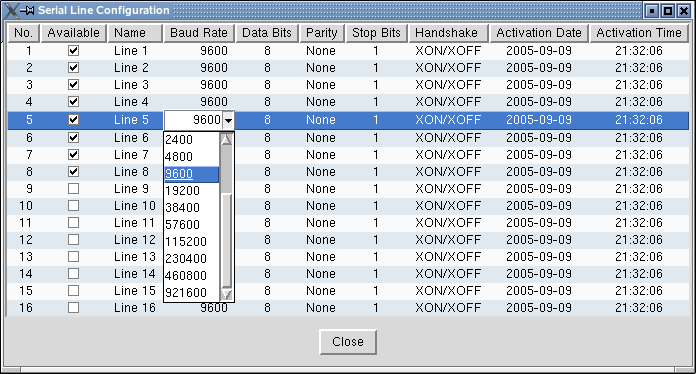 Serial Line Configuration
No. Available Name Baud Rate Data Bits Parity Stop Bits Handshake Activation Date Activation Time
1 Line 1 9600 8 None 1 XON/XOFF 2005-09-09 21:32:06
2 Line 2 9600 8 None 1 XON/XOFF 2005-09-09 21:32:06
3 Line 3 9600 8 None 1 XON/XOFF 2005-09-09 21:32:06
4 Line 4 9600 8 None 1 XON/XOFF 2005-09-09 21:32:06
5 Line 5 9600 8 None 1 XON/XOFF 2005-09-09 21:32:06
6 Line 6 2400 8 None 1 XON/XOFF 2005-09-09 21:32:06
7 Line 7 4800 8 None 1 XON/XOFF 2005-09-09 21:32:06
8 Line 8 9600 8 None 1 XON/XOFF 2005-09-09 21:32:06
9 Line 9 19200 8 None 1 XON/XOFF 2005-09-09 21:32:06
10 Line 10 38400 8 None 1 XON/XOFF 2005-09-09 21:32:06
11 Line 11 57600 8 None 1 XON/XOFF 2005-09-09 21:32:06
12 Line 12 115200 8 None 1 XON/XOFF 2005-09-09 21:32:06
13 Line 13 230400 8 None 1 XON/XOFF 2005-09-09 21:32:06
14 Line 14 460800 8 None 1 XON/XOFF 2005-09-09 21:32:06
15 Line 15 921600 8 None 1 XON/XOFF 2005-09-09 21:32:06
16 Line 16 9600 8 None 1 XON/XOFF 2005-09-09 21:32:06
Close